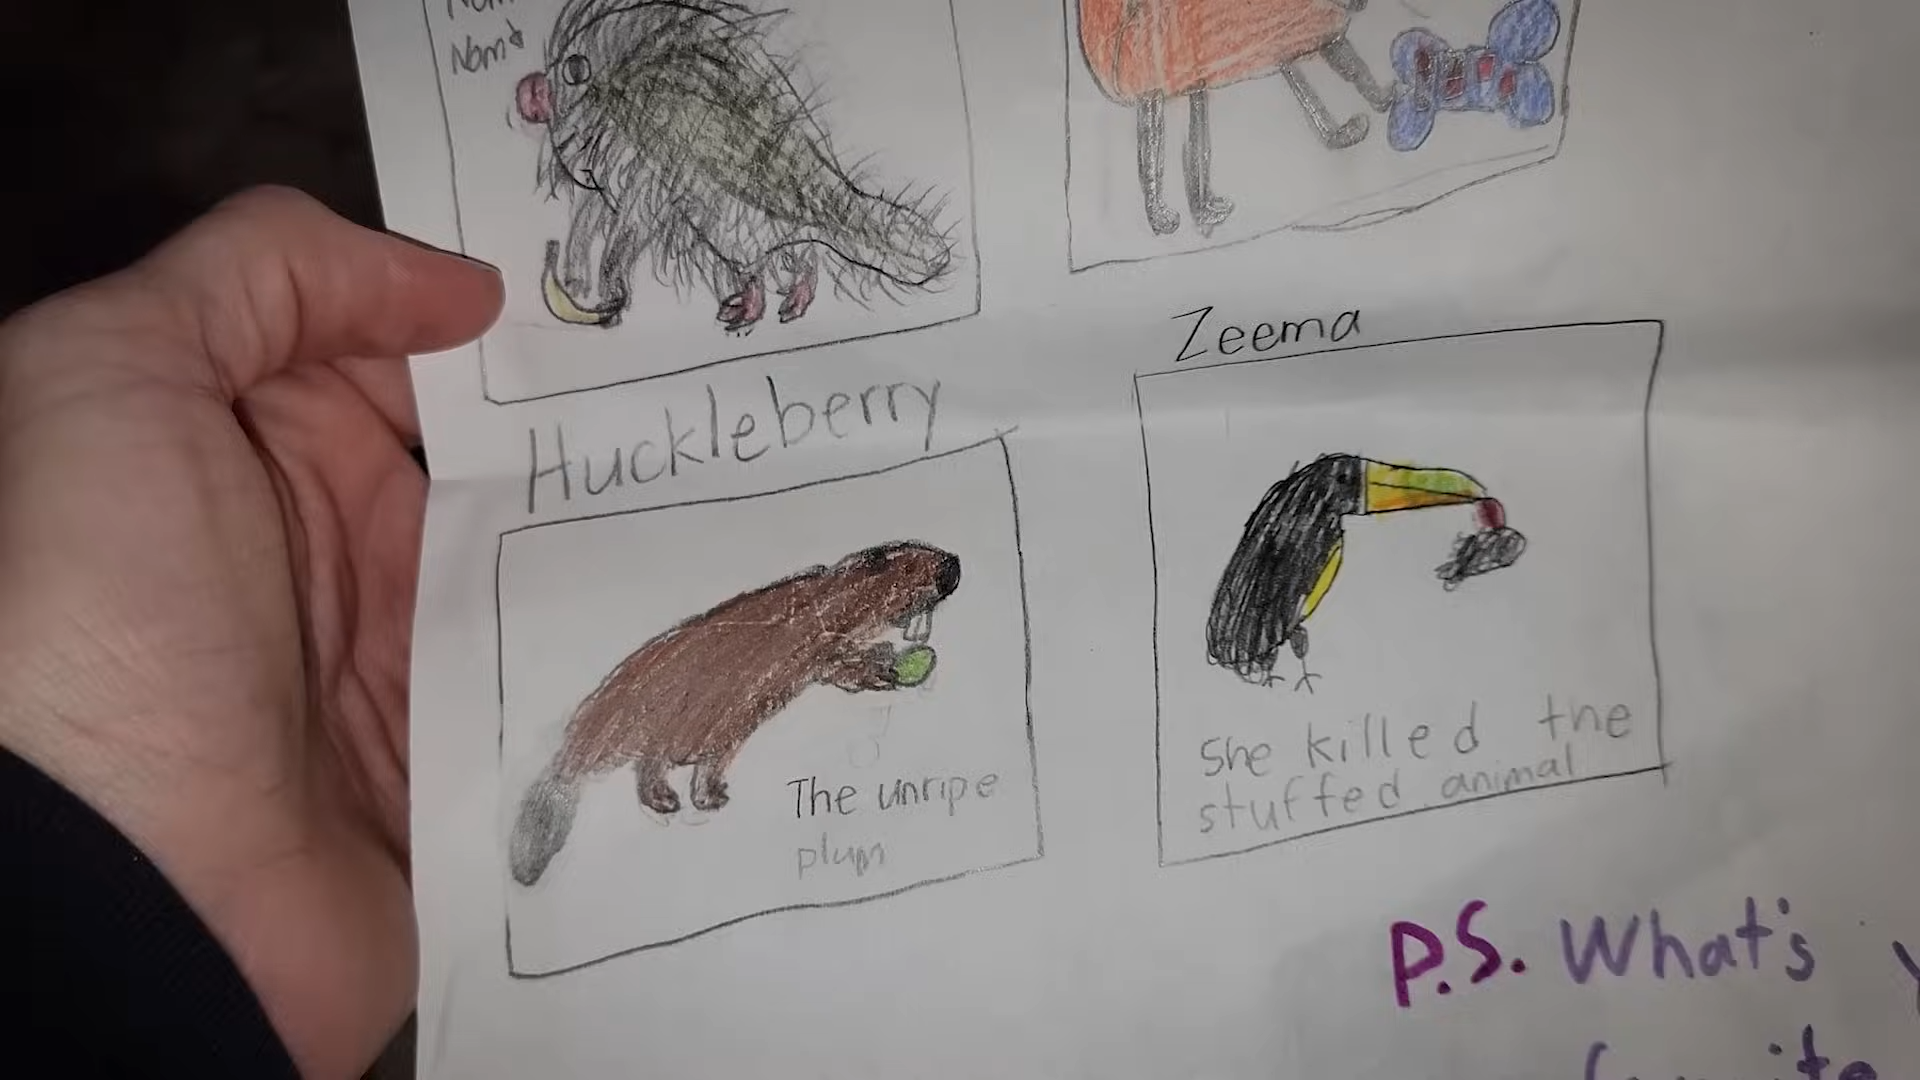 Nom
Nom
Zeema
Huckleberry
The unripe
plum
She killed the
stuffed animal
P.S. What's